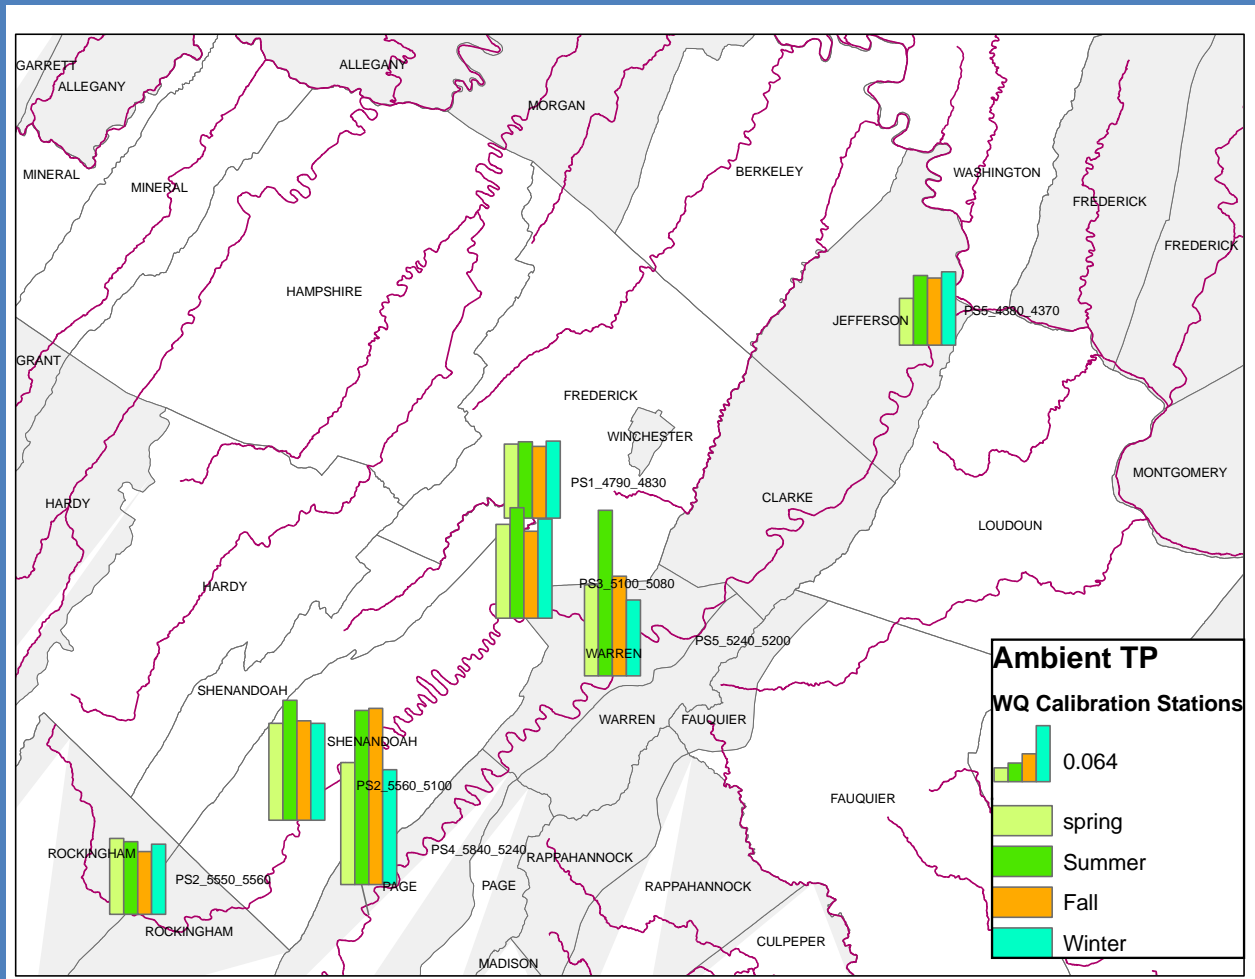 GARRETT
ALLEGANY
ALLEGANY
MORGAN
MINERAL
MINERAL
BERKELEY
WASHINGTON
FREDERICK
FREDERICK
HAMPSHIRE
JEFFERSON
PS5_4380_4370
GRANT
FREDERICK
WINCHESTER
MONTGOMERY
PS1_4790_4830
CLARKE
HARDY
LOUDOUN
HARDY
PS3_5100_5080
PS5_5240_5200
WARREN
SHENANDOAH
WARREN
FAUQUIER
SHENANDOAH
PS2_5560_5100
FAUQUIER
ROCKINGHAM
PS4_5840_5240
RAPPAHANNOCK
PS2_5550_5560
PAGE
PAGE
RAPPAHANNOCK
ROCKINGHAM
CULPEPER
MADISON
Ambient TP
WQ Calibration Stations
0.064
spring
Summer
Fall
Winter